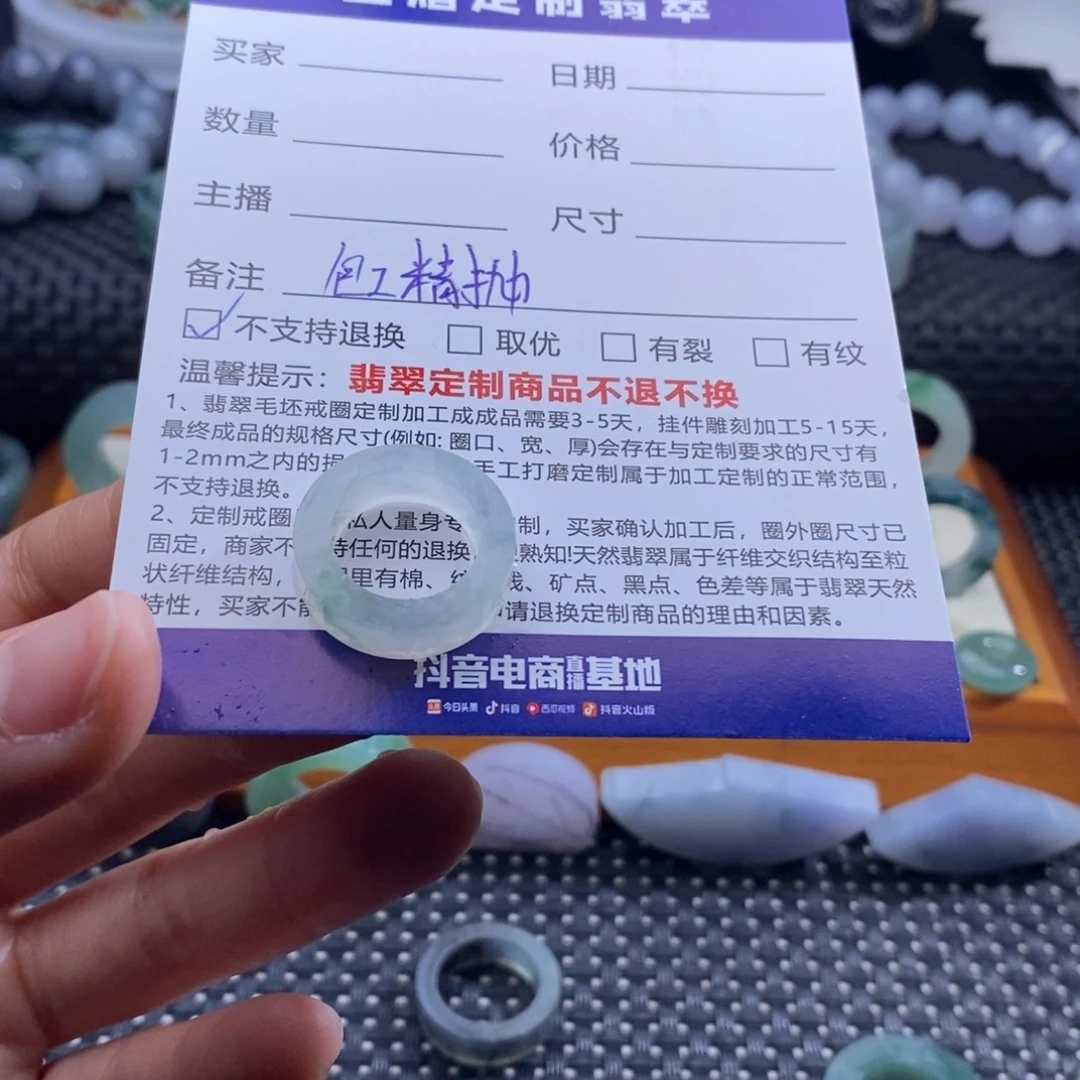 定制翡翠
买家 日期
数量 价格
主播 尺寸
备注 包工精抛
不支持退换 取优 有裂 有纹
温馨提示：翡翠定制商品不退不换
1、翡翠毛坯戒圈定制加工成成品需要3-5天，挂件雕刻加工5-15天，
最终成品的规格尺寸(例如: 圈口、宽、厚)会存在与定制要求的尺寸有
1-2mm之内的 手工打磨定制属于加工定制的正常范围，
不支持退换。
2、定制戒圈 私人量身专 制，买家确认加工后，圈外圈尺寸已
固定，商家不 持任何的退换 熟知!天然翡翠属于纤维交织结构至粒
状纤维结构， 里有棉、 线、矿点、黑点、色差等属于翡翠天然
特性，买家不能 请退换定制商品的理由和因素。
抖音电商直播基地
今日头条 抖音 西瓜视频 抖音火山版